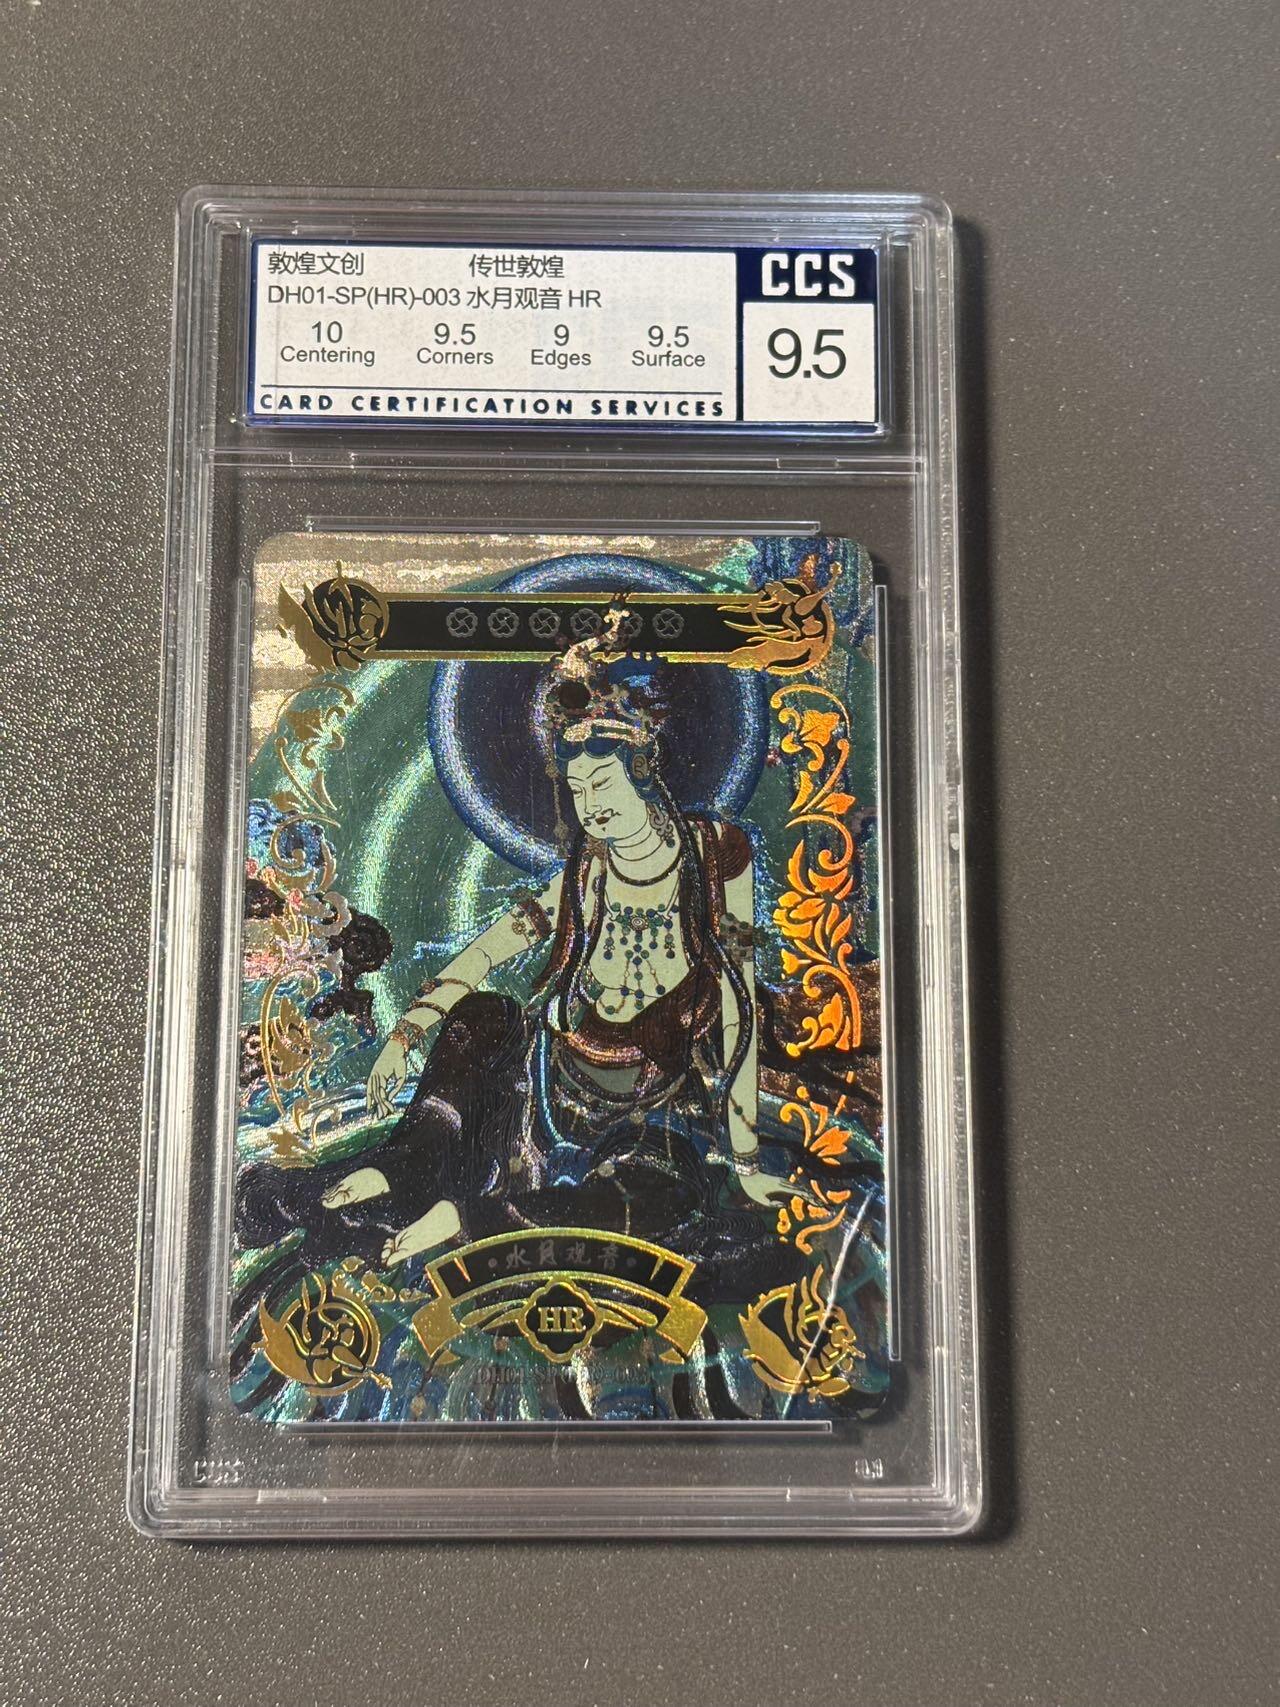 敦煌文创 传世敦煌
CCS
DH01-SP(HR)-003 水月观音 HR
10 9.5 9 9.5
Centering Corners Edges Surface
9.5
CARD CERTIFICATION SERVICES
·水月观音·
HR